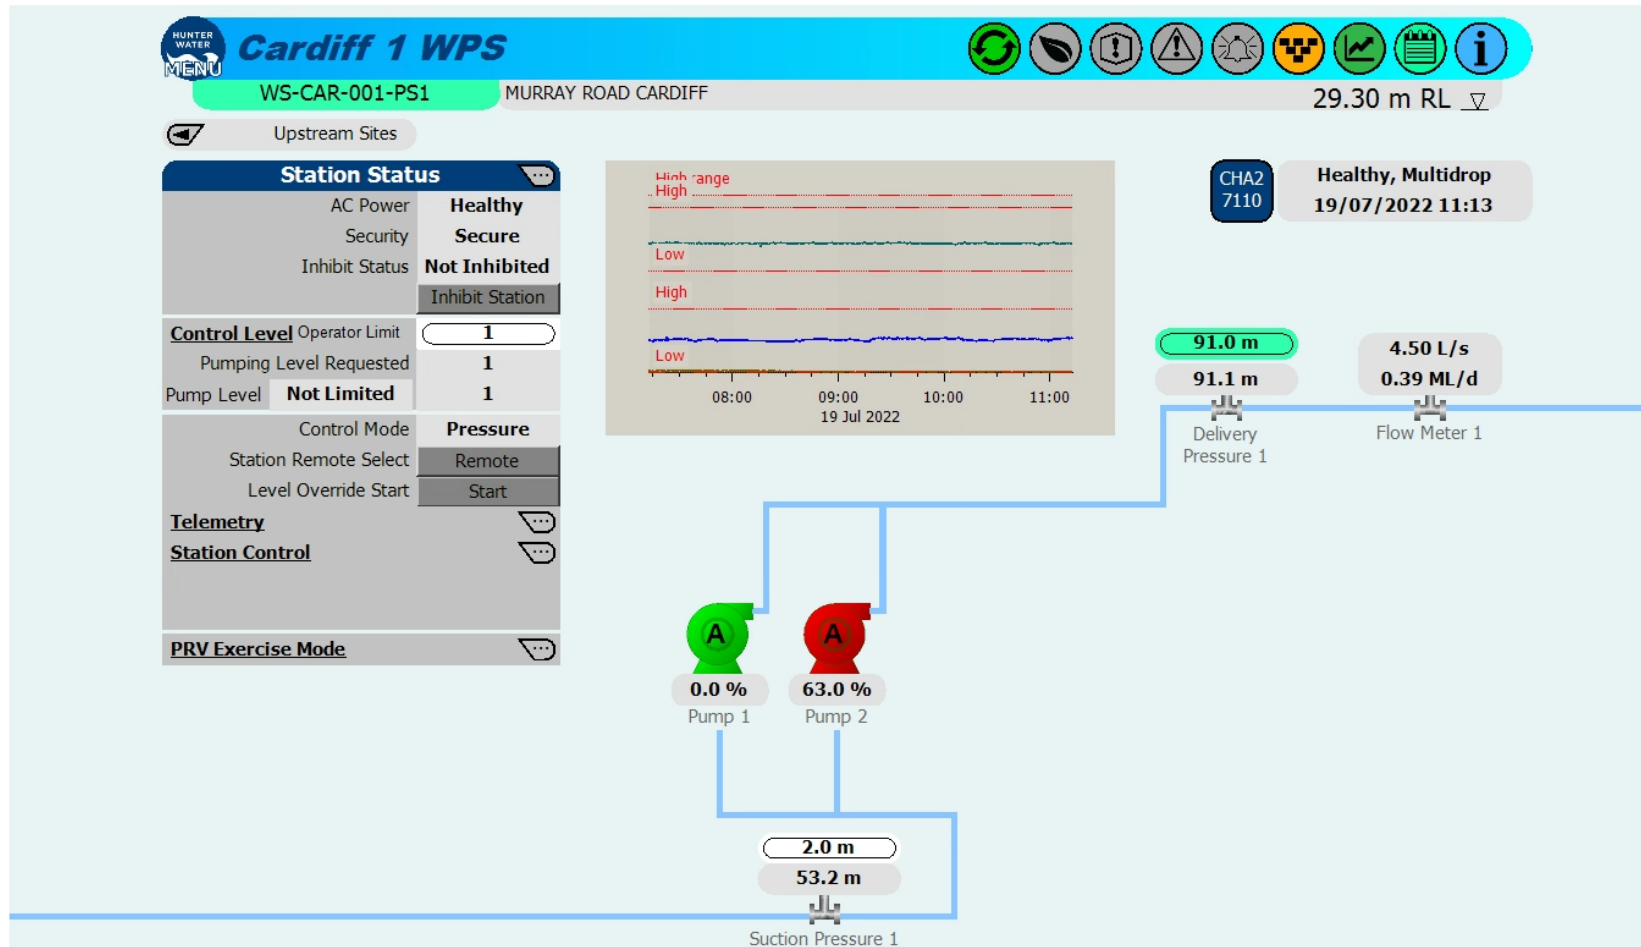 HUNTER
WATER
MENU
Cardiff 1 WPS
WS-CAR-001-PS1
MURRAY ROAD CARDIFF
29.30 m RL
Upstream Sites
Station Status
AC Power Healthy
Security Secure
Inhibit Status Not Inhibited
Inhibit Station
Control Level Operator Limit 1
Pumping Level Requested 1
Pump Level Not Limited 1
Control Mode Pressure
Station Remote Select Remote
Level Override Start Start
Telemetry
Station Control
PRV Exercise Mode
High range
High
Low
High
Low
08:00 09:00 10:00 11:00
19 Jul 2022
CHA2
7110
Healthy, Multidrop
19/07/2022 11:13
91.0 m
91.1 m
Delivery
Pressure 1
4.50 L/s
0.39 ML/d
Flow Meter 1
A
0.0 %
Pump 1
A
63.0 %
Pump 2
2.0 m
53.2 m
Suction Pressure 1